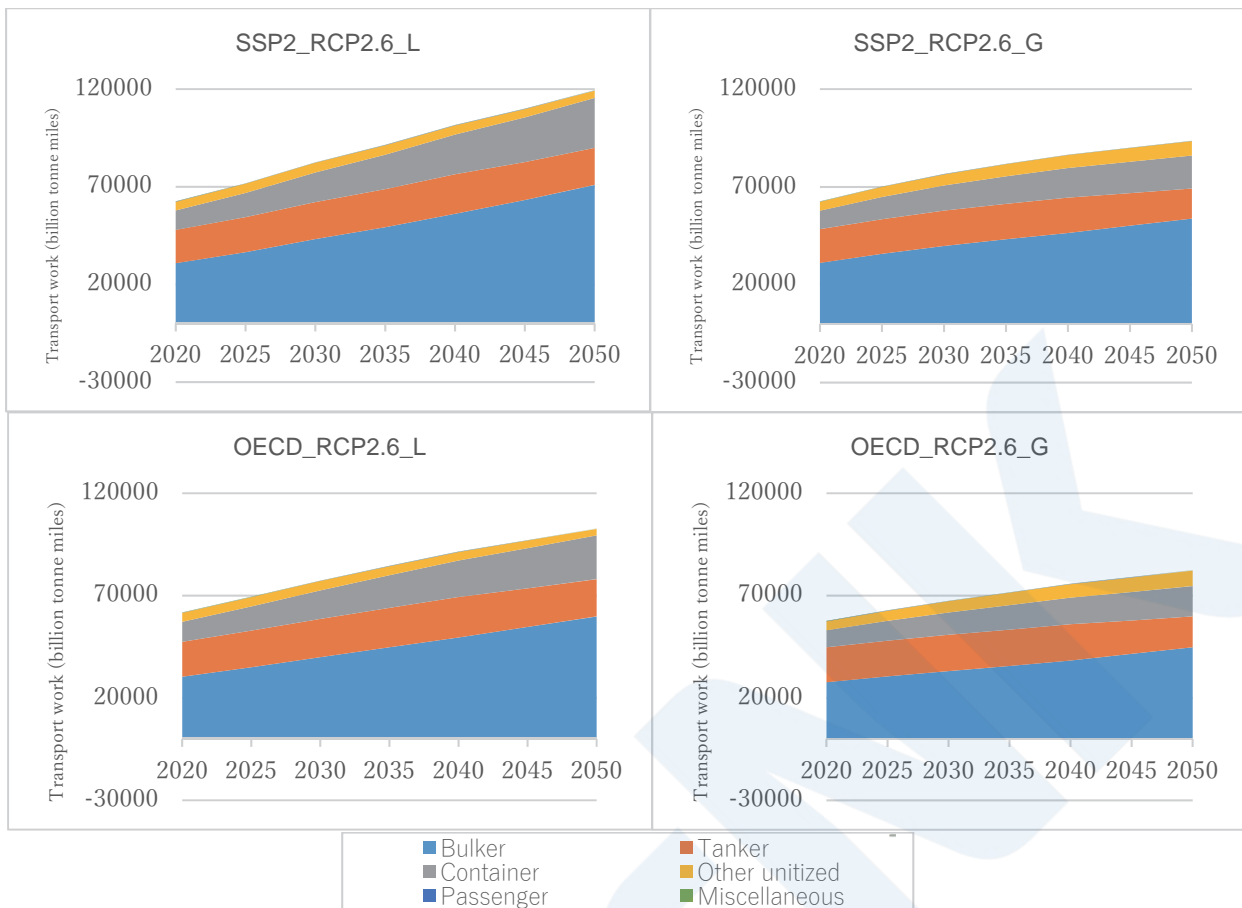 SSP2_RCP2.6_L
Transport work (billion tonne miles)
120000
70000
20000
-30000
2020 2025 2030 2035 2040 2045 2050
SSP2_RCP2.6_G
Transport work (billion tonne miles)
120000
70000
20000
-30000
2020 2025 2030 2035 2040 2045 2050
OECD_RCP2.6_L
Transport work (billion tonne miles)
120000
70000
20000
-30000
2020 2025 2030 2035 2040 2045 2050
OECD_RCP2.6_G
Transport work (billion tonne miles)
120000
70000
20000
-30000
2020 2025 2030 2035 2040 2045 2050
Bulker Tanker
Container Other unitized
Passenger Miscellaneous